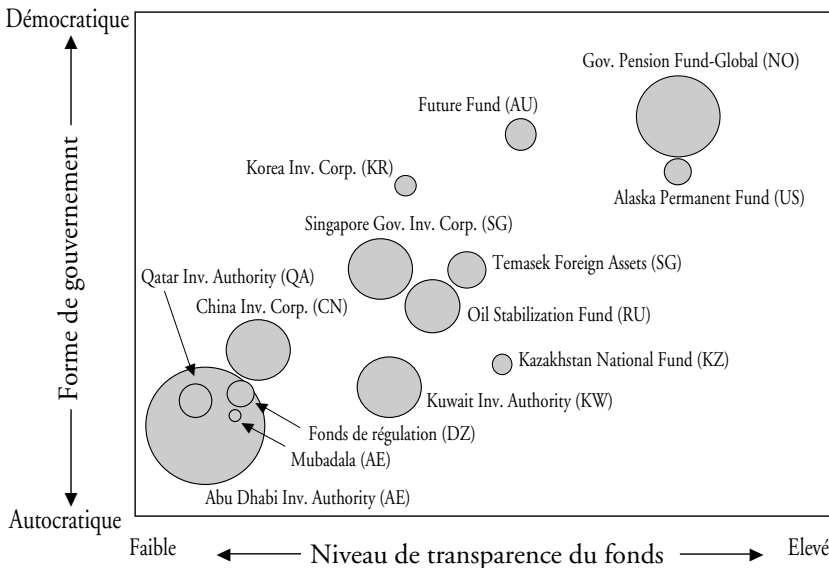 Démocratique
Gov. Pension Fund-Global (NO)
Future Fund (AU)
Korea Inv. Corp. (KR)
Alaska Permanent Fund (US)
Singapore Gov. Inv. Corp. (SG)
Forme de gouvernement
Qatar Inv. Authority (QA)
Temasek Foreign Assets (SG)
China Inv. Corp. (CN)
Oil Stabilization Fund (RU)
Kazakhstan National Fund (KZ)
Kuwait Inv. Authority (KW)
Fonds de régulation (DZ)
Mubadala (AE)
Abu Dhabi Inv. Authority (AE)
Autocratique
Faible
Niveau de transparence du fonds
Elevé